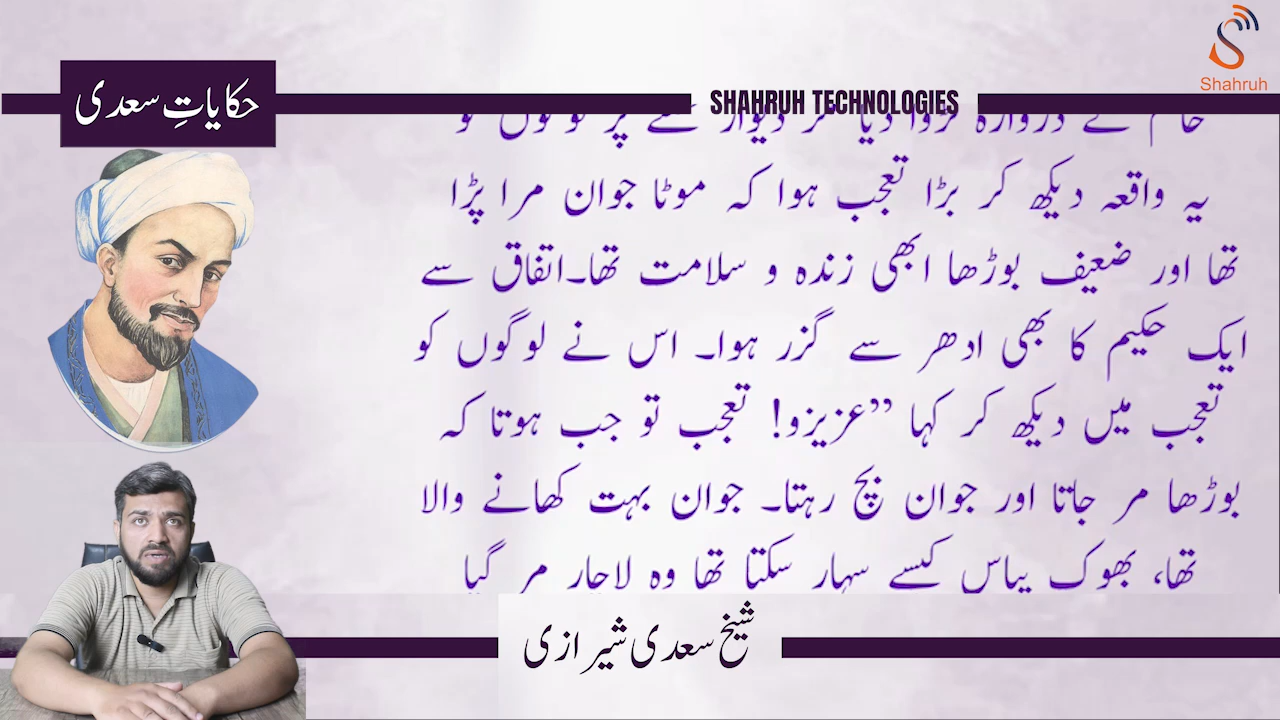 Shahruh
SHAHRUH TECHNOLOGIES
حکایاتِ سعدی
یہ واقعہ دیکھ کر بڑا تعجب ہوا کہ موٹا جوان مرا پڑا
تھا اور ضعیف بوڑھا ابھی زندہ و سلامت تھا۔اتفاق سے
ایک حکیم کا بھی ادھر سے گزر ہوا۔ اس نے لوگوں کو
تعجب میں دیکھ کر کہا ”عزیزو! تعجب تو جب ہوتا کہ
بوڑھا مر جاتا اور جوان بچ رہتا۔ جوان بہت کھانے والا
تھا، بھوک پیاس کیسے سہار سکتا تھا وہ لاچار مر گیا
شیخ سعدی شیرازی